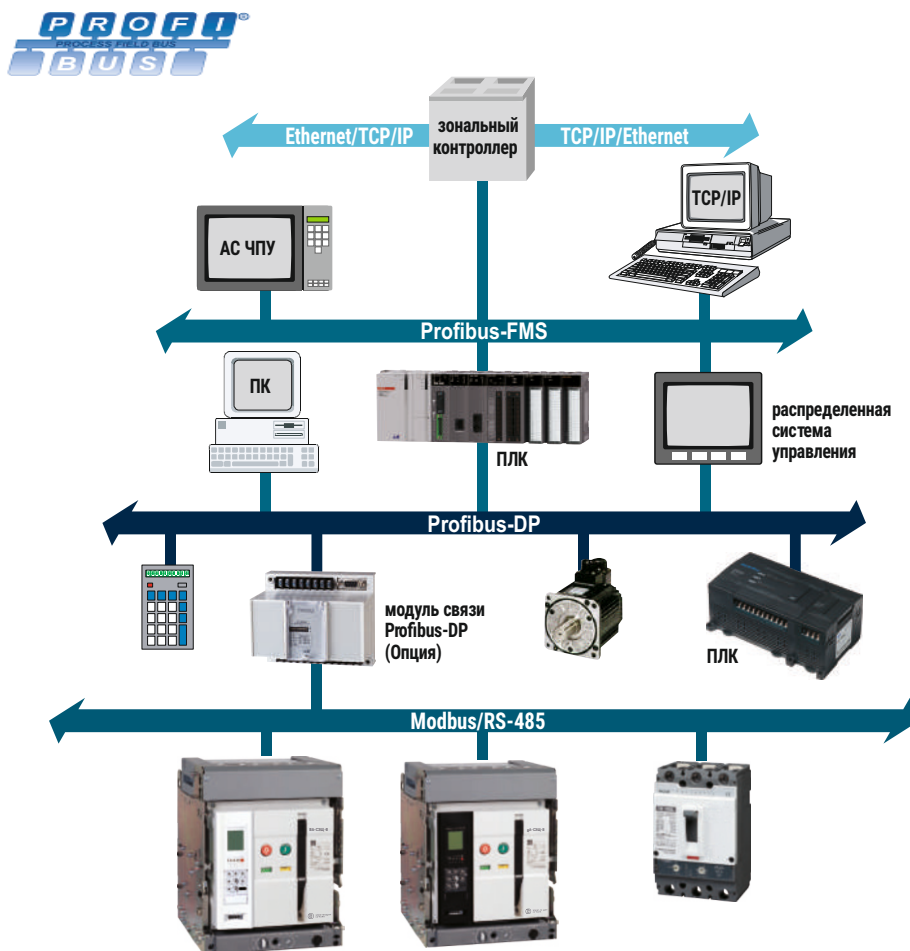 PROFI®
PROCESS FIELD BUS
BUS
Ethernet/TCP/IP
зональный
контроллер
TCP/IP/Ethernet
АС ЧПУ
TCP/IP
Profibus-FMS
ПК
ПЛК
распределенная
система
управления
Profibus-DP
модуль связи
Profibus-DP
(Опция)
ПЛК
Modbus/RS-485